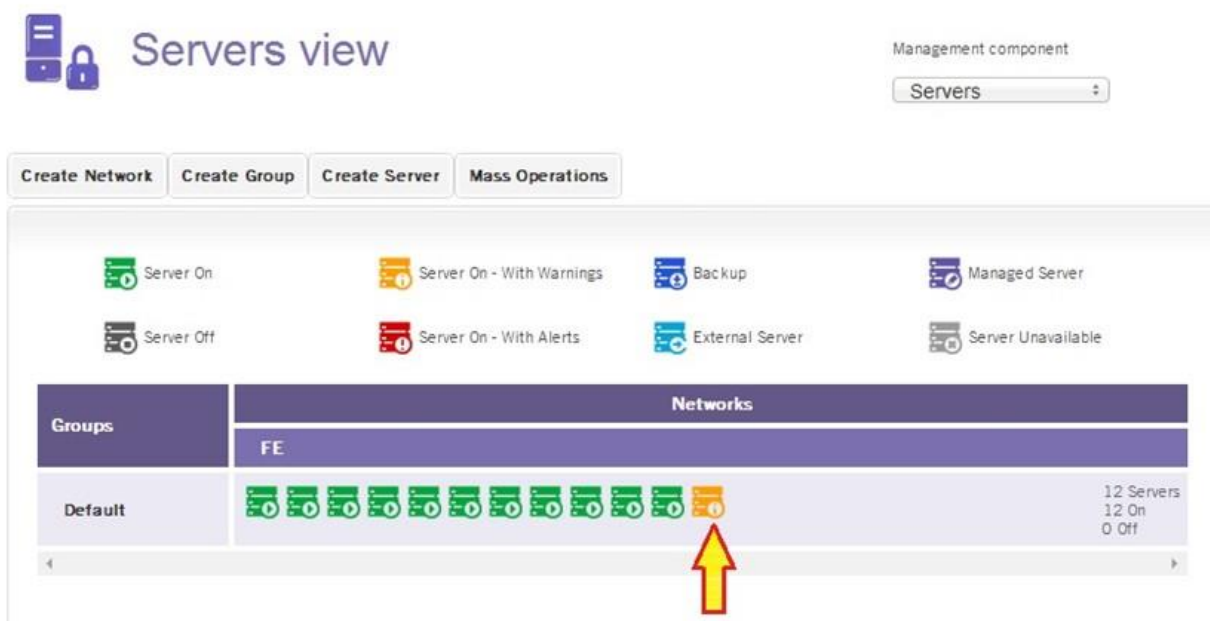 Servers view
Management component
Servers
Create Network
Create Group
Create Server
Mass Operations
Server On
Server On - With Warnings
Backup
Managed Server
Server Off
Server On - With Alerts
External Server
Server Unavailable
Groups
Networks
FE
Default
12 Servers
12 On
0 Off